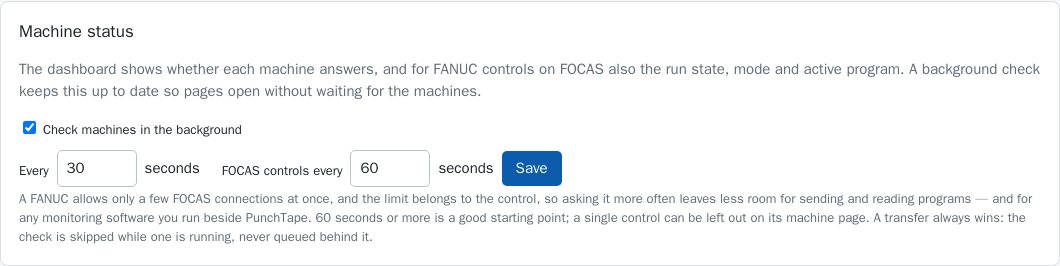 Machine status
The dashboard shows whether each machine answers, and for FANUC controls on FOCAS also the run state, mode and active program. A background check
keeps this up to date so pages open without waiting for the machines.
Check machines in the background
Every 30 seconds FOCAS controls every 60 seconds Save
A FANUC allows only a few FOCAS connections at once, and the limit belongs to the control, so asking it more often leaves less room for sending and reading programs — and for
any monitoring software you run beside PunchTape. 60 seconds or more is a good starting point; a single control can be left out on its machine page. A transfer always wins: the
check is skipped while one is running, never queued behind it.